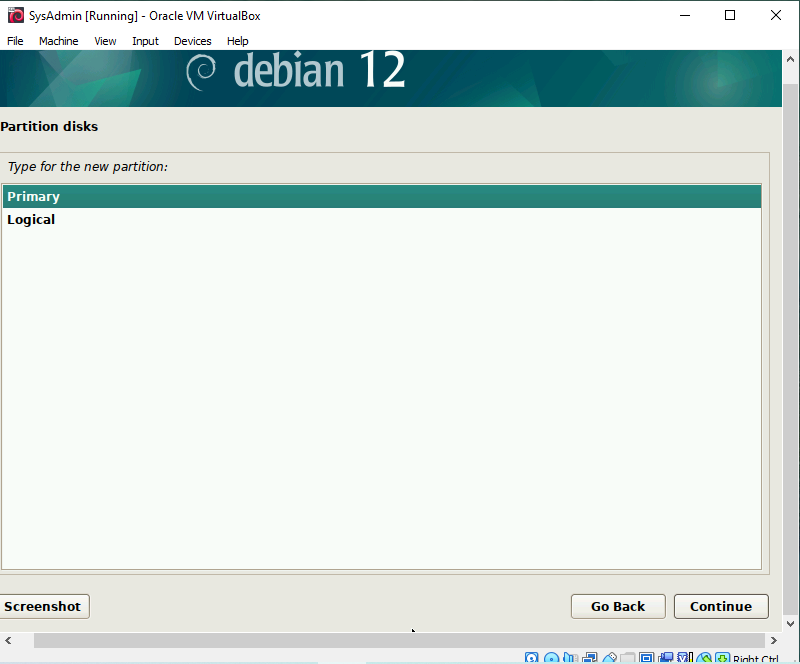 SysAdmin [Running] - Oracle VM VirtualBox
File Machine View Input Devices Help
debian 12
Partition disks
Type for the new partition:
Primary
Logical
Screenshot Go Back Continue
Right Ctrl